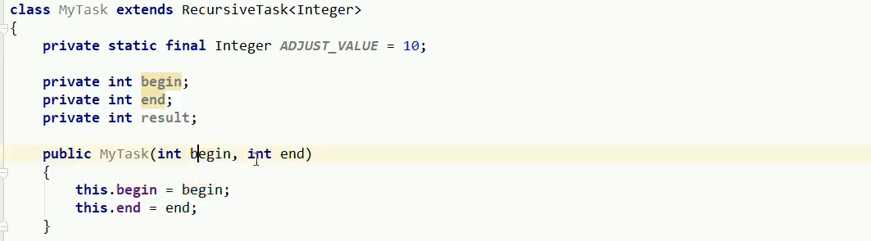 class MyTask extends RecursiveTask<Integer>
{
private static final Integer ADJUST_VALUE = 10;
private int begin;
private int end;
private int result;
public MyTask(int begin, int end)
{
this.begin = begin;
this.end = end;
}